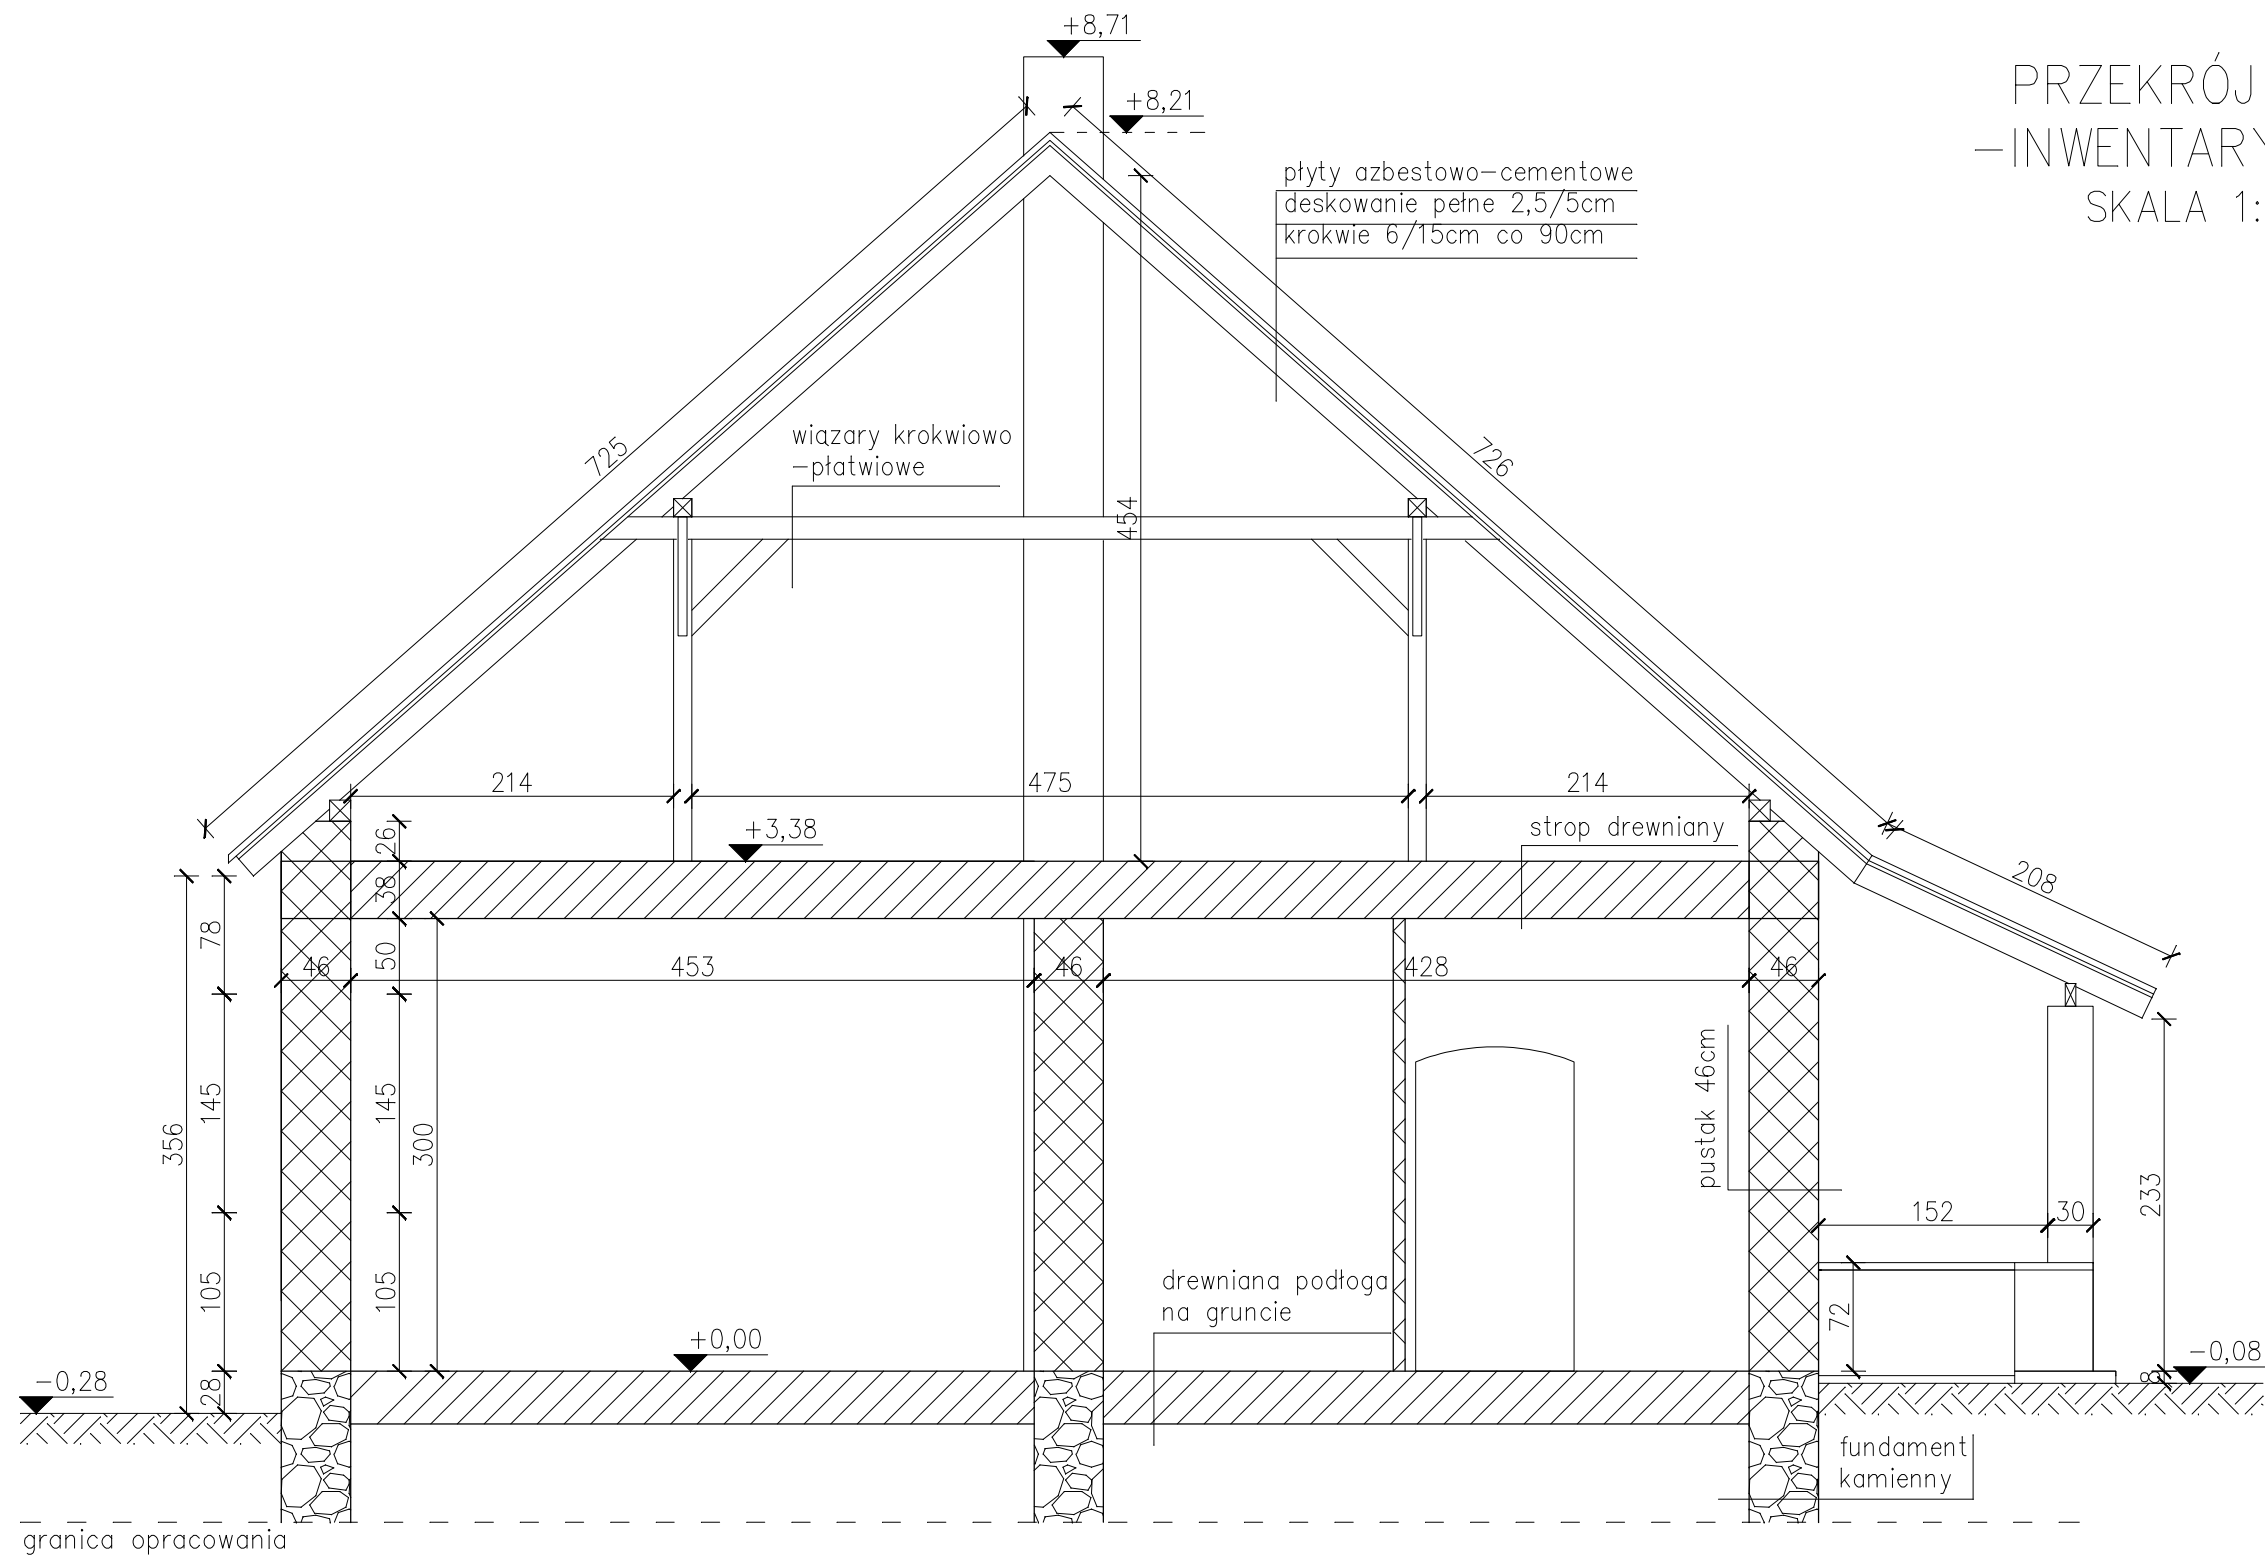 +8,71
+8,21
PRZEKRÓJ
-INWENTARY
SKALA 1:
płyty azbestowo-cementowe
deskowanie pełne 2,5/5cm
krokwie 6/15cm co 90cm
wiązary krokwiowo
-płatwiowe
725
726
454
214
475
214
+3,38
strop drewniany
26
38
208
78
50
46
453
46
428
46
145
145
356
300
pustak 46cm
233
152
30
105
105
drewniana podłoga
na gruncie
72
+0,00
-0,28
28
-0,08
8
fundament
kamienny
granica opracowania